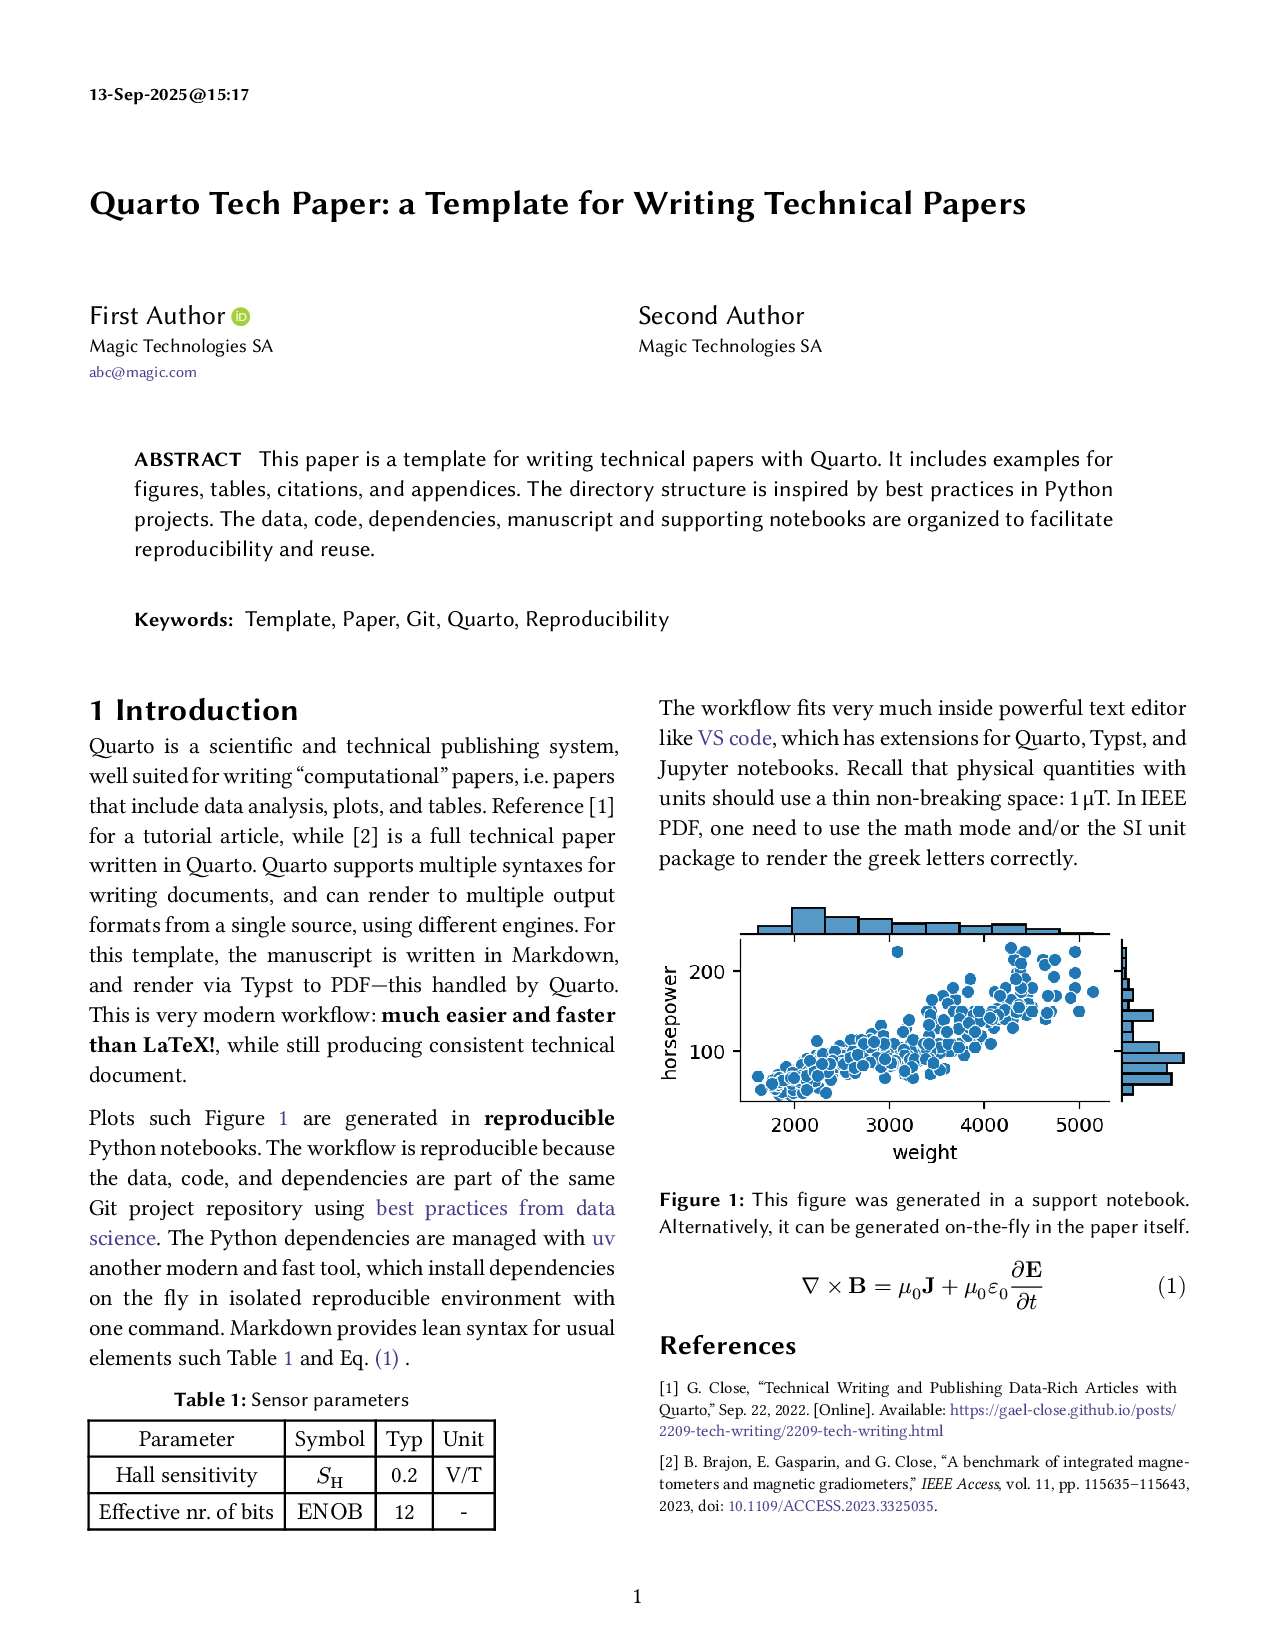 13-Sep-2025@15:17
Quarto Tech Paper: a Template for Writing Technical Papers
First Author iD
Magic Technologies SA
abc@magic.com
Second Author
Magic Technologies SA
ABSTRACT This paper is a template for writing technical papers with Quarto. It includes examples for
figures, tables, citations, and appendices. The directory structure is inspired by best practices in Python
projects. The data, code, dependencies, manuscript and supporting notebooks are organized to facilitate
reproducibility and reuse.
Keywords: Template, Paper, Git, Quarto, Reproducibility
1 Introduction
Quarto is a scientific and technical publishing system,
well suited for writing “computational” papers, i.e. papers
that include data analysis, plots, and tables. Reference [1]
for a tutorial article, while [2] is a full technical paper
written in Quarto. Quarto supports multiple syntaxes for
writing documents, and can render to multiple output
formats from a single source, using different engines. For
this template, the manuscript is written in Markdown,
and render via Typst to PDF—this handled by Quarto.
This is very modern workflow: much easier and faster
than LaTeX!, while still producing consistent technical
document.
Plots such Figure 1 are generated in reproducible
Python notebooks. The workflow is reproducible because
the data, code, and dependencies are part of the same
Git project repository using best practices from data
science. The Python dependencies are managed with uv
another modern and fast tool, which install dependencies
on the fly in isolated reproducible environment with
one command. Markdown provides lean syntax for usual
elements such Table 1 and Eq. (1) .
Table 1: Sensor parameters
Parameter Symbol Typ Unit
Hall sensitivity S_H 0.2 V/T
Effective nr. of bits ENOB 12 -
The workflow fits very much inside powerful text editor
like VS code, which has extensions for Quarto, Typst, and
Jupyter notebooks. Recall that physical quantities with
units should use a thin non-breaking space: 1 μT. In IEEE
PDF, one need to use the math mode and/or the SI unit
package to render the greek letters correctly.
horsepower
200
100
2000 3000 4000 5000
weight
Figure 1: This figure was generated in a support notebook.
Alternatively, it can be generated on-the-fly in the paper itself.
∇ × B = μ₀J + μ₀ε₀ ∂E/∂t (1)
References
[1] G. Close, “Technical Writing and Publishing Data-Rich Articles with
Quarto,” Sep. 22, 2022. [Online]. Available: https://gael-close.github.io/posts/
2209-tech-writing/2209-tech-writing.html
[2] B. Brajon, E. Gasparin, and G. Close, “A benchmark of integrated magne-
tometers and magnetic gradiometers,” IEEE Access, vol. 11, pp. 115635–115643,
2023, doi: 10.1109/ACCESS.2023.3325035.
1